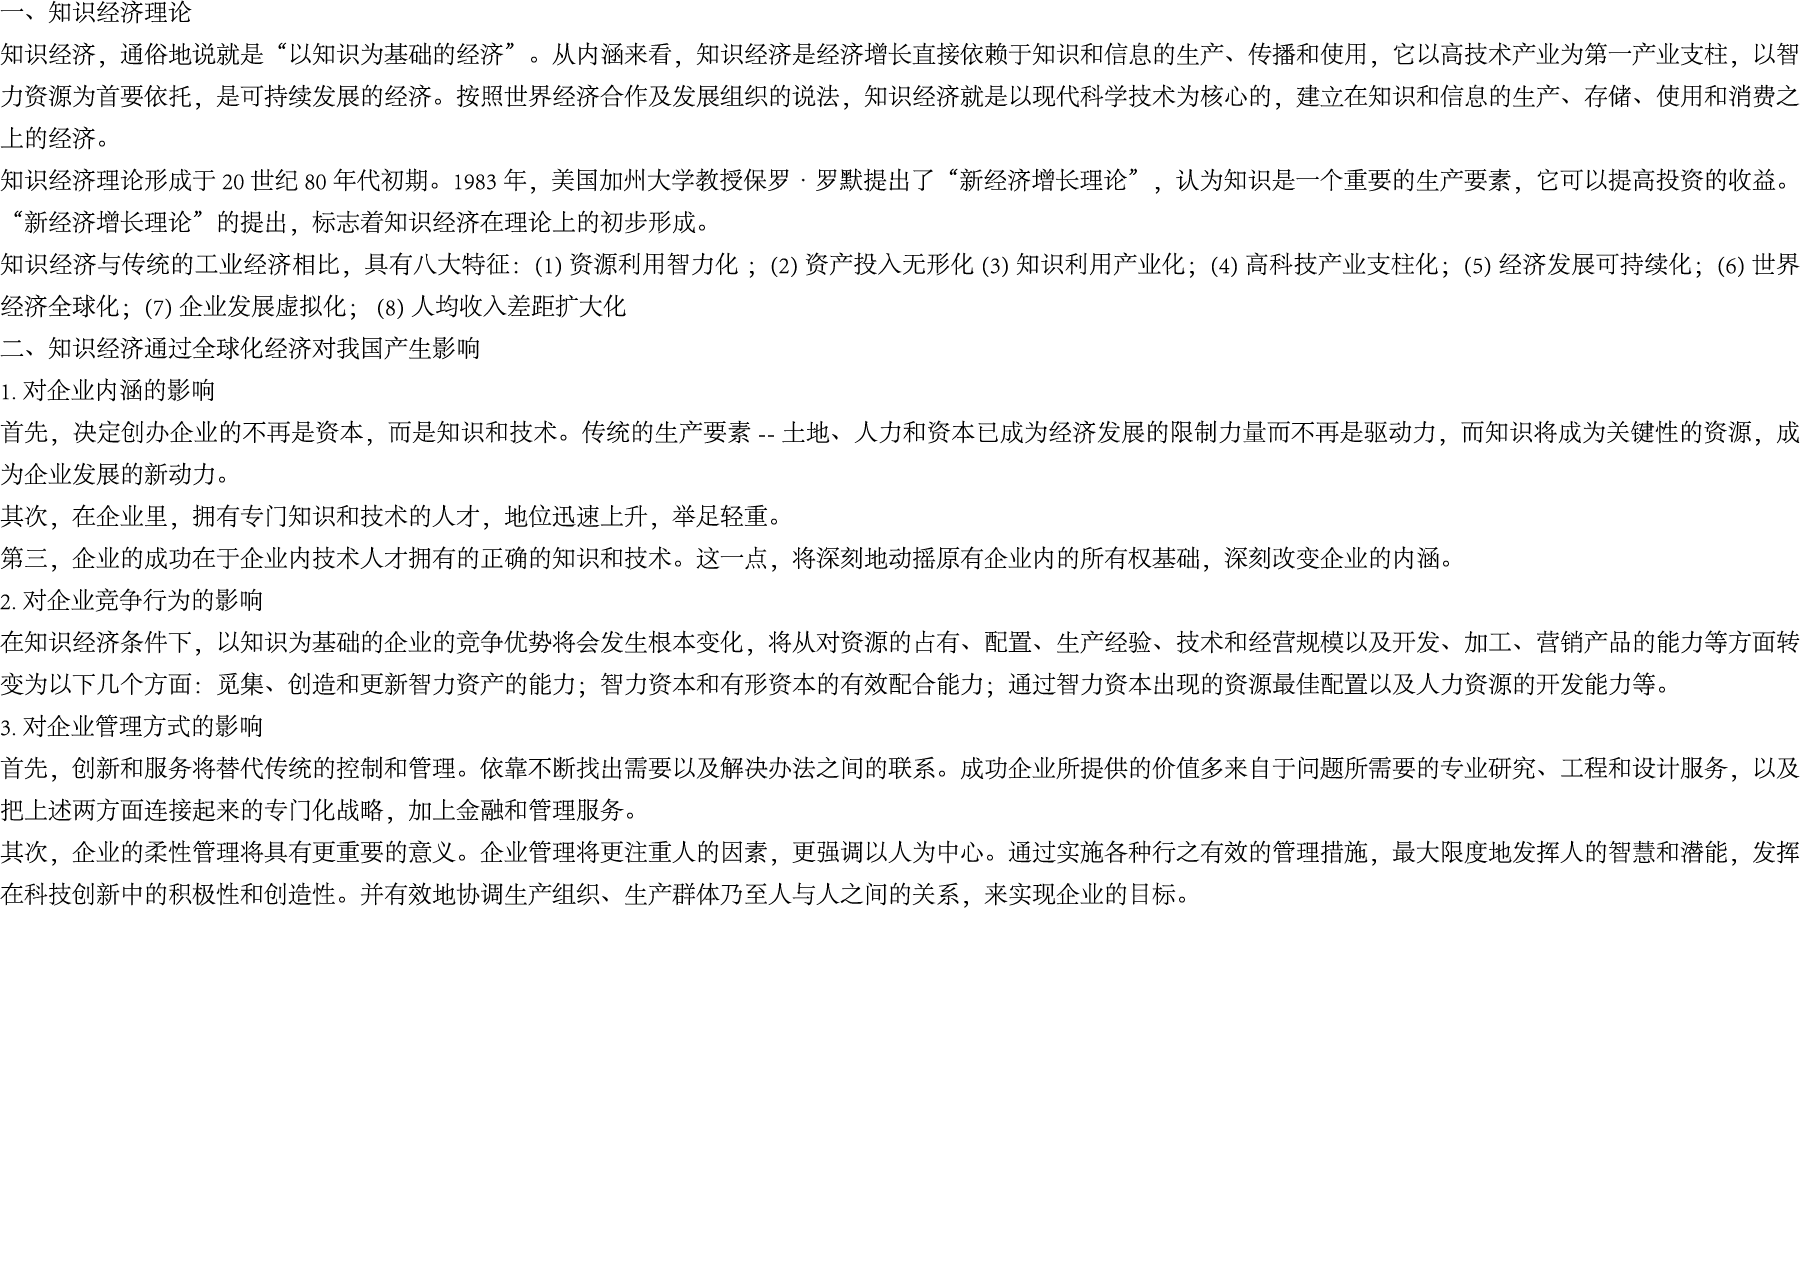 一、知识经济理论
知识经济，通俗地说就是“以知识为基础的经济”。从内涵来看，知识经济是经济增长直接依赖于知识和信息的生产、传播和使用，它以高技术产业为第一产业支柱，以智
力资源为首要依托，是可持续发展的经济。按照世界经济合作及发展组织的说法，知识经济就是以现代科学技术为核心的，建立在知识和信息的生产、存储、使用和消费之
上的经济。
知识经济理论形成于 20 世纪 80 年代初期。1983 年，美国加州大学教授保罗 · 罗默提出了“新经济增长理论”，认为知识是一个重要的生产要素，它可以提高投资的收益。
“新经济增长理论”的提出，标志着知识经济在理论上的初步形成。
知识经济与传统的工业经济相比，具有八大特征：(1) 资源利用智力化 ；(2) 资产投入无形化 (3) 知识利用产业化；(4) 高科技产业支柱化；(5) 经济发展可持续化；(6) 世界
经济全球化；(7) 企业发展虚拟化； (8) 人均收入差距扩大化
二、知识经济通过全球化经济对我国产生影响
1. 对企业内涵的影响
首先，决定创办企业的不再是资本，而是知识和技术。传统的生产要素 -- 土地、人力和资本已成为经济发展的限制力量而不再是驱动力，而知识将成为关键性的资源，成
为企业发展的新动力。
其次，在企业里，拥有专门知识和技术的人才，地位迅速上升，举足轻重。
第三，企业的成功在于企业内技术人才拥有的正确的知识和技术。这一点，将深刻地动摇原有企业内的所有权基础，深刻改变企业的内涵。
2. 对企业竞争行为的影响
在知识经济条件下，以知识为基础的企业的竞争优势将会发生根本变化，将从对资源的占有、配置、生产经验、技术和经营规模以及开发、加工、营销产品的能力等方面转
变为以下几个方面：觅集、创造和更新智力资产的能力；智力资本和有形资本的有效配合能力；通过智力资本出现的资源最佳配置以及人力资源的开发能力等。
3. 对企业管理方式的影响
首先，创新和服务将替代传统的控制和管理。依靠不断找出需要以及解决办法之间的联系。成功企业所提供的价值多来自于问题所需要的专业研究、工程和设计服务，以及
把上述两方面连接起来的专门化战略，加上金融和管理服务。
其次，企业的柔性管理将具有更重要的意义。企业管理将更注重人的因素，更强调以人为中心。通过实施各种行之有效的管理措施，最大限度地发挥人的智慧和潜能，发挥
在科技创新中的积极性和创造性。并有效地协调生产组织、生产群体乃至人与人之间的关系，来实现企业的目标。